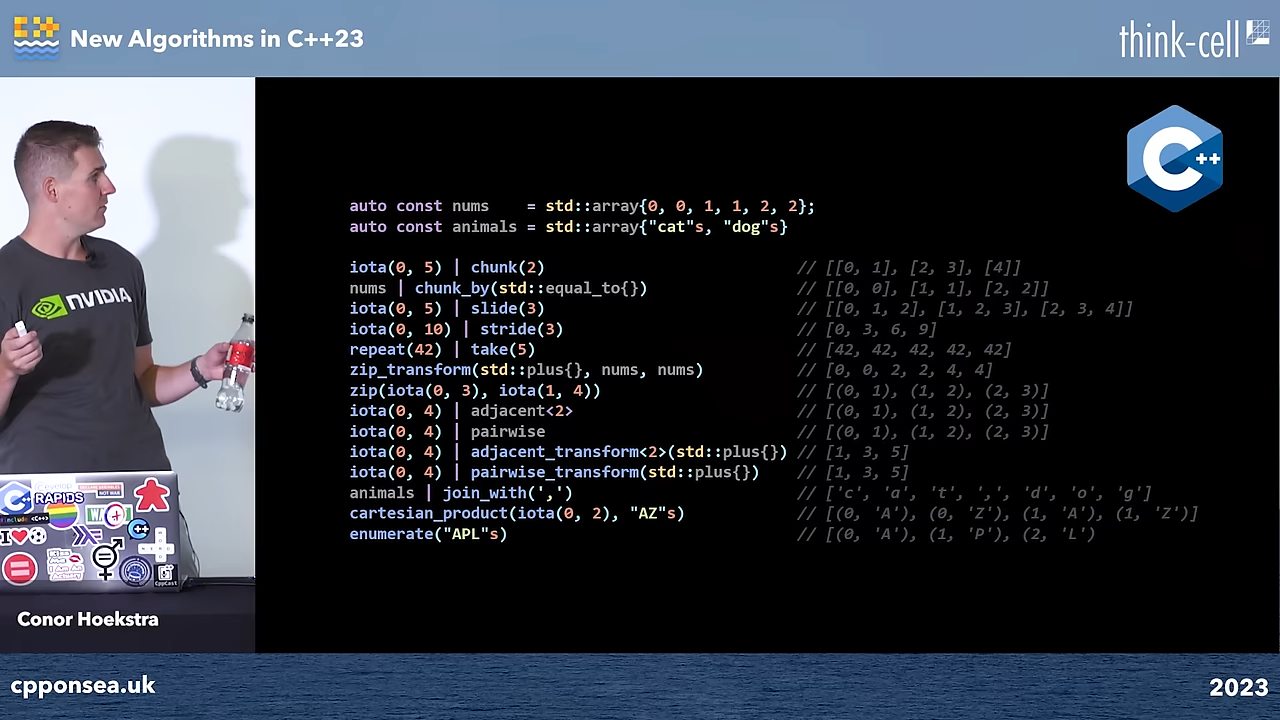 New Algorithms in C++23
think-cell
C++
auto const nums    = std::array{0, 0, 1, 1, 2, 2};
auto const animals = std::array{"cat"s, "dog"s}
iota(0, 5) | chunk(2) // [[0, 1], [2, 3], [4]]
nums | chunk_by(std::equal_to{}) // [[0, 0], [1, 1], [2, 2]]
iota(0, 5) | slide(3) // [[0, 1, 2], [1, 2, 3], [2, 3, 4]]
iota(0, 10) | stride(3) // [0, 3, 6, 9]
repeat(42) | take(5) // [42, 42, 42, 42, 42]
zip_transform(std::plus{}, nums, nums) // [0, 0, 2, 2, 4, 4]
zip(iota(0, 3), iota(1, 4)) // [(0, 1), (1, 2), (2, 3)]
iota(0, 4) | adjacent<2> // [(0, 1), (1, 2), (2, 3)]
iota(0, 4) | pairwise // [(0, 1), (1, 2), (2, 3)]
iota(0, 4) | adjacent_transform<2>(std::plus{}) // [1, 3, 5]
iota(0, 4) | pairwise_transform(std::plus{}) // [1, 3, 5]
animals | join_with(',') // ['c', 'a', 't', ',', 'd', 'o', 'g']
cartesian_product(iota(0, 2), "AZ"s) // [(0, 'A'), (0, 'Z'), (1, 'A'), (1, 'Z')]
enumerate("APL"s) // [(0, 'A'), (1, 'P'), (2, 'L')
NVIDIA
RAPIDS
#include <C++>
I
C++
CppCast
Conor Hoekstra
cpponsea.uk
2023